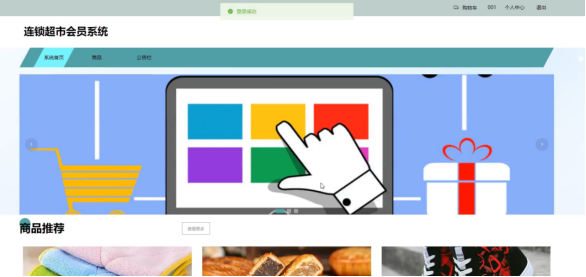 登录成功
购物车 001 个人中心 退出
连锁超市会员系统
系统首页 商品 公告栏
商品推荐
查看更多